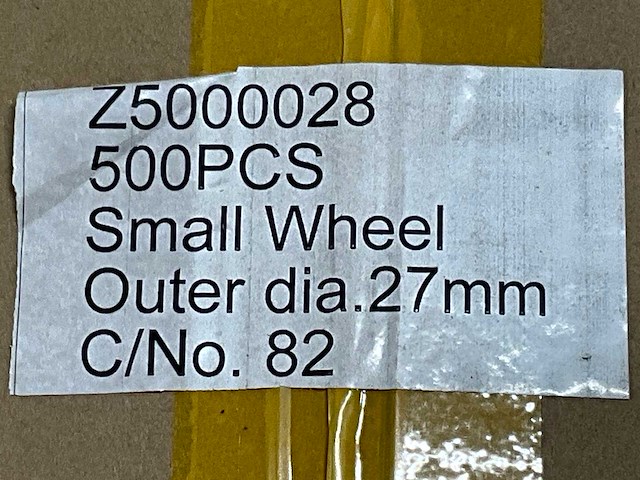 Z5000028
500PCS
Small Wheel
Outer dia.27mm
C/No. 82